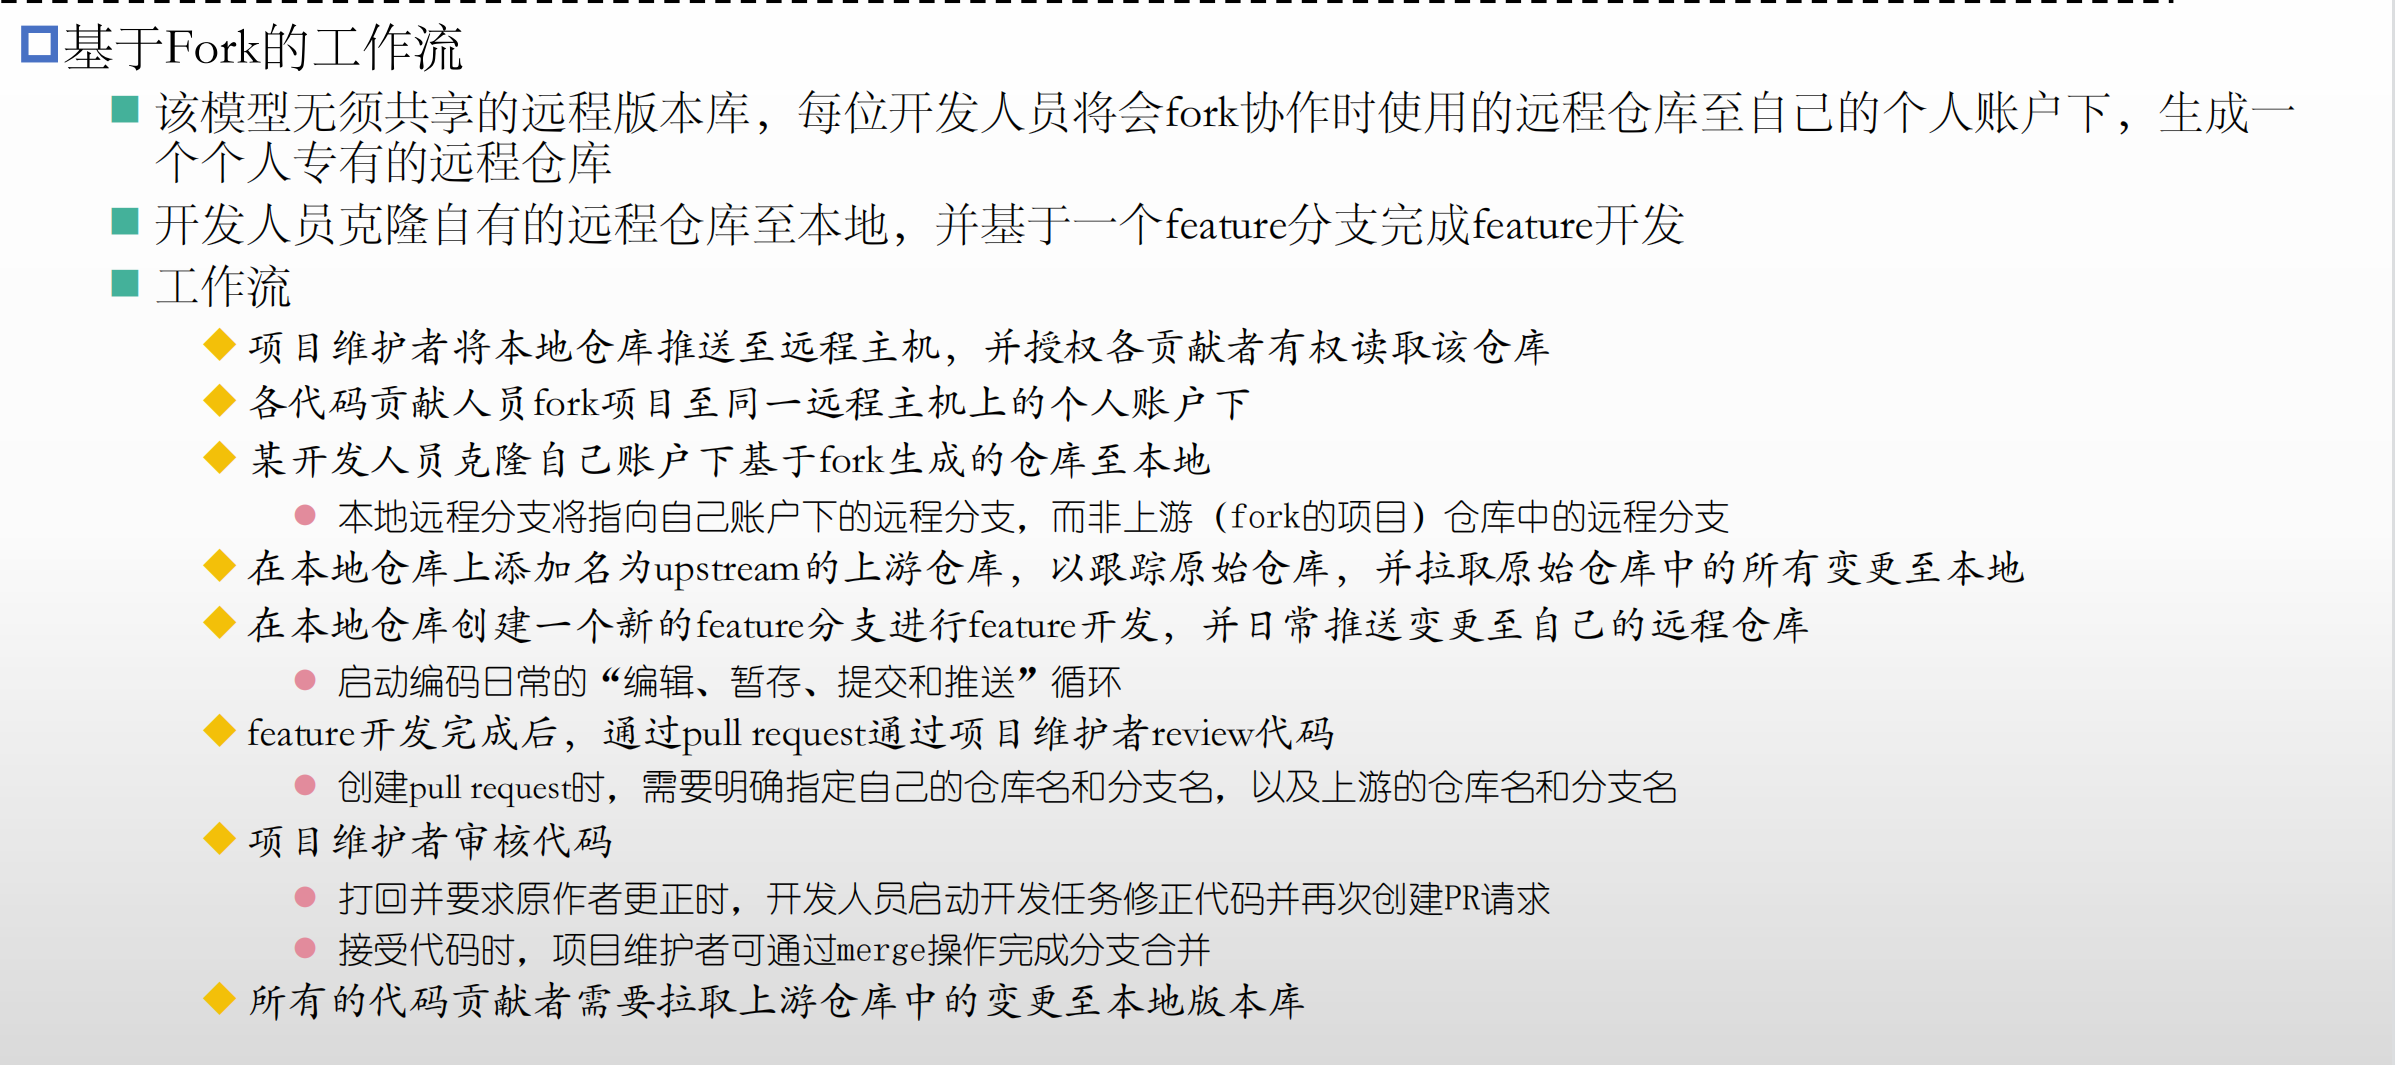 基于Fork的工作流
该模型无须共享的远程版本库，每位开发人员将会fork协作时使用的远程仓库至自己的个人账户下，生成一
个个人专有的远程仓库
开发人员克隆自有的远程仓库至本地，并基于一个feature分支完成feature开发
工作流
项目维护者将本地仓库推送至远程主机，并授权各贡献者有权读取该仓库
各代码贡献人员fork项目至同一远程主机上的个人账户下
某开发人员克隆自己账户下基于fork生成的仓库至本地
本地远程分支将指向自己账户下的远程分支，而非上游（fork的项目）仓库中的远程分支
在本地仓库上添加名为upstream的上游仓库，以跟踪原始仓库，并拉取原始仓库中的所有变更至本地
在本地仓库创建一个新的feature分支进行feature开发，并日常推送变更至自己的远程仓库
启动编码日常的“编辑、暂存、提交和推送”循环
feature开发完成后，通过pull request通过项目维护者review代码
创建pull request时，需要明确指定自己的仓库名和分支名，以及上游的仓库名和分支名
项目维护者审核代码
打回并要求原作者更正时，开发人员启动开发任务修正代码并再次创建PR请求
接受代码时，项目维护者可通过merge操作完成分支合并
所有的代码贡献者需要拉取上游仓库中的变更至本地版本库